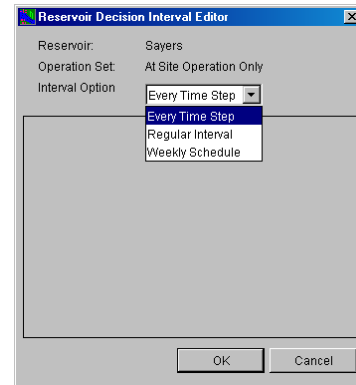 Reservoir Decision Interval Editor
Reservoir: Sayers
Operation Set: At Site Operation Only
Interval Option Every Time Step
Every Time Step
Regular Interval
Weekly Schedule
OK Cancel